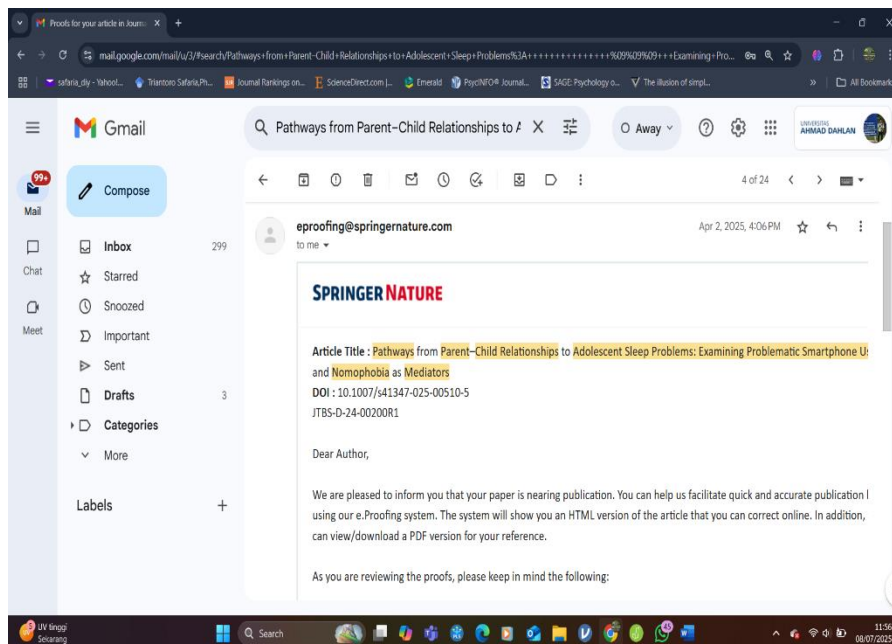 Proofs for your article in Journ
mail.google.com/mail/u/3/#search/Pathways+from+Parent-Child+Relationships+to+Adolescent+Sleep+Problems%3A+++++++++++++++%09%09%09+++Examining+Pro...
safaria_diy - Yahoo!... Triantoro Safaria,Ph... Journal Rankings on... ScienceDirect.com |... Emerald PsycINFO® Journal... SAGE: Psychology o... The illusion of simpl... » All Bookmark
Gmail
Pathways from Parent–Child Relationships to A
Away
UNIVERSITAS
AHMAD DAHLAN
99+
Mail
Chat
Meet
Compose
Inbox 299
Starred
Snoozed
Important
Sent
Drafts 3
Categories
More
Labels
4 of 24
eproofing@springernature.com Apr 2, 2025, 4:06 PM
to me
SPRINGER NATURE
Article Title : Pathways from Parent–Child Relationships to Adolescent Sleep Problems: Examining Problematic Smartphone Us
and Nomophobia as Mediators
DOI : 10.1007/s41347-025-00510-5
JTBS-D-24-00200R1
Dear Author,
We are pleased to inform you that your paper is nearing publication. You can help us facilitate quick and accurate publication
using our e.Proofing system. The system will show you an HTML version of the article that you can correct online. In addition,
can view/download a PDF version for your reference.
As you are reviewing the proofs, please keep in mind the following:
UV tinggi
Sekarang
Search
45
11:56
08/07/2025